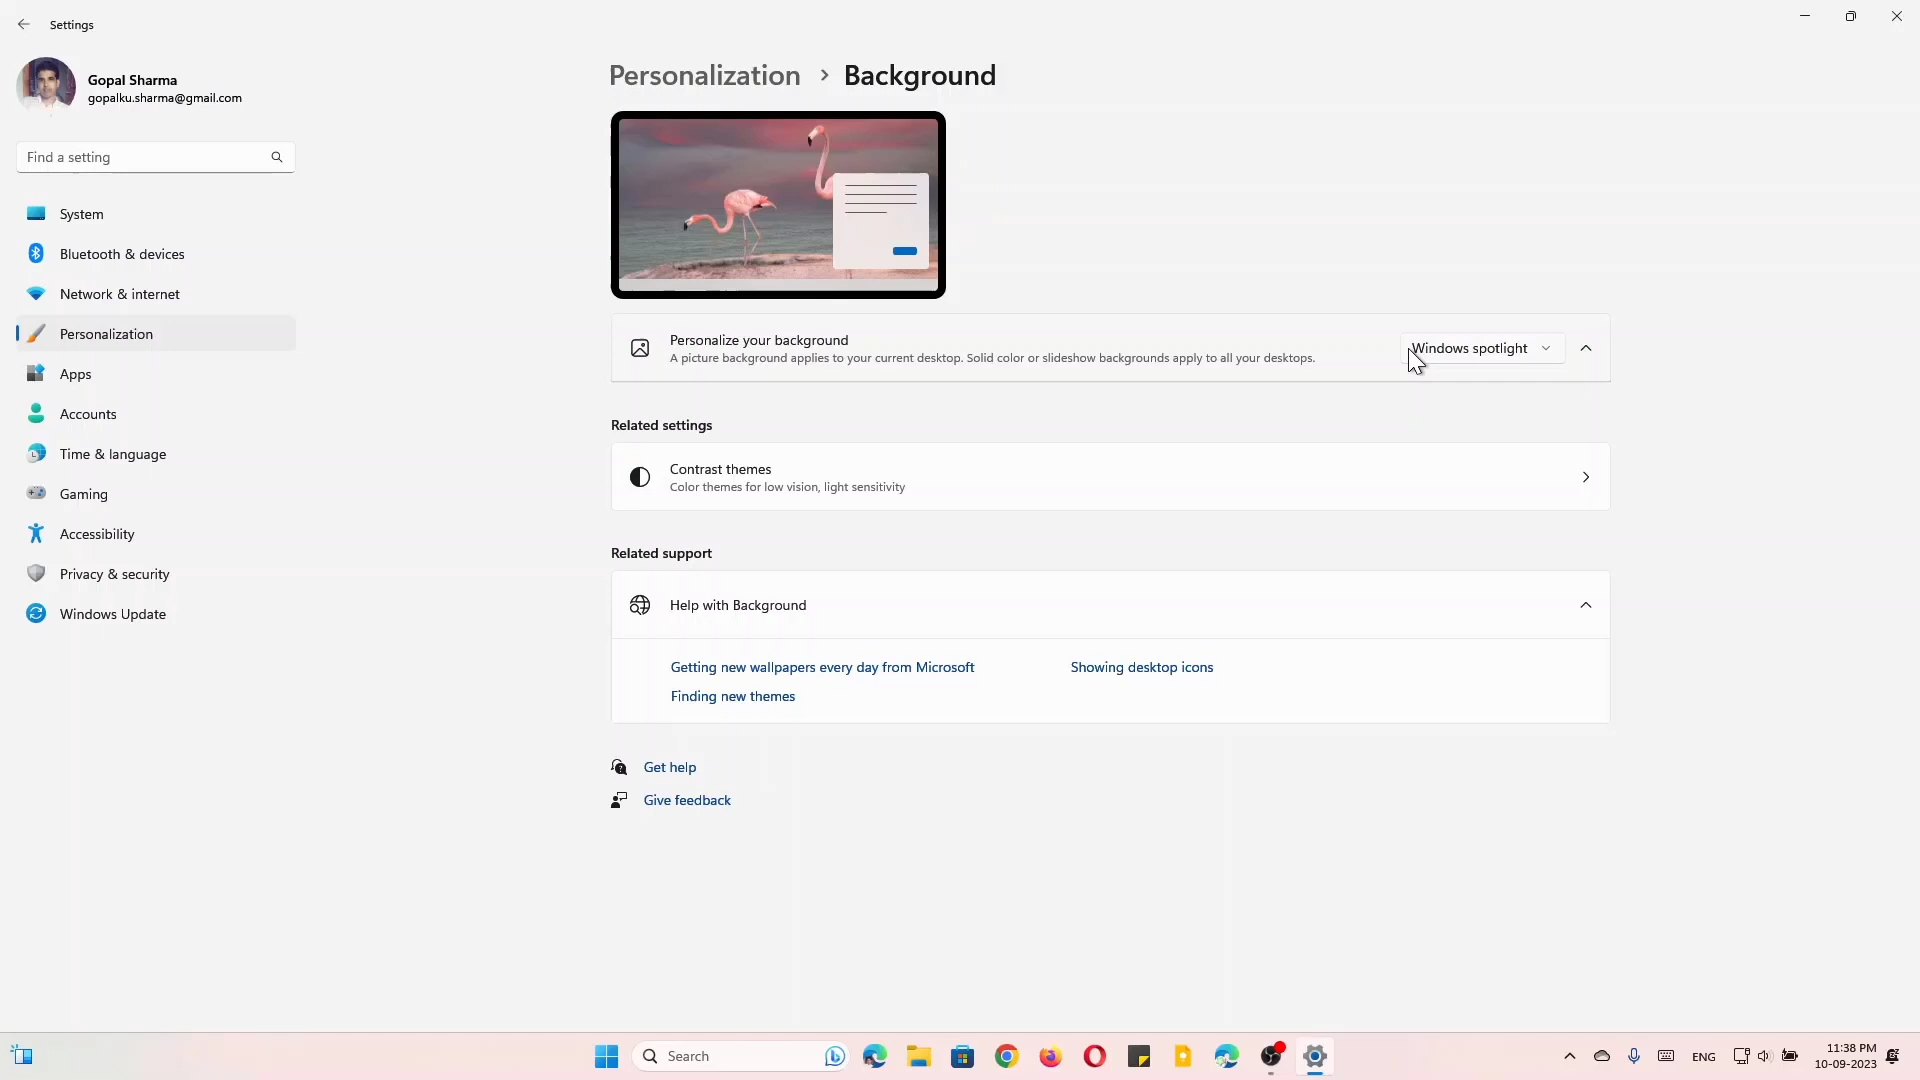 Settings
Gopal Sharma
gopalku.sharma@gmail.com
Find a setting
System
Bluetooth & devices
Network & internet
Personalization
Apps
Accounts
Time & language
Gaming
Accessibility
Privacy & security
Windows Update
Personalization > Background
Personalize your background
A picture background applies to your current desktop. Solid color or slideshow backgrounds apply to all your desktops.
Windows spotlight
Related settings
Contrast themes
Color themes for low vision, light sensitivity
Related support
Help with Background
Getting new wallpapers every day from Microsoft
Showing desktop icons
Finding new themes
Get help
Give feedback
Search
ENG
11:38 PM
10-09-2023